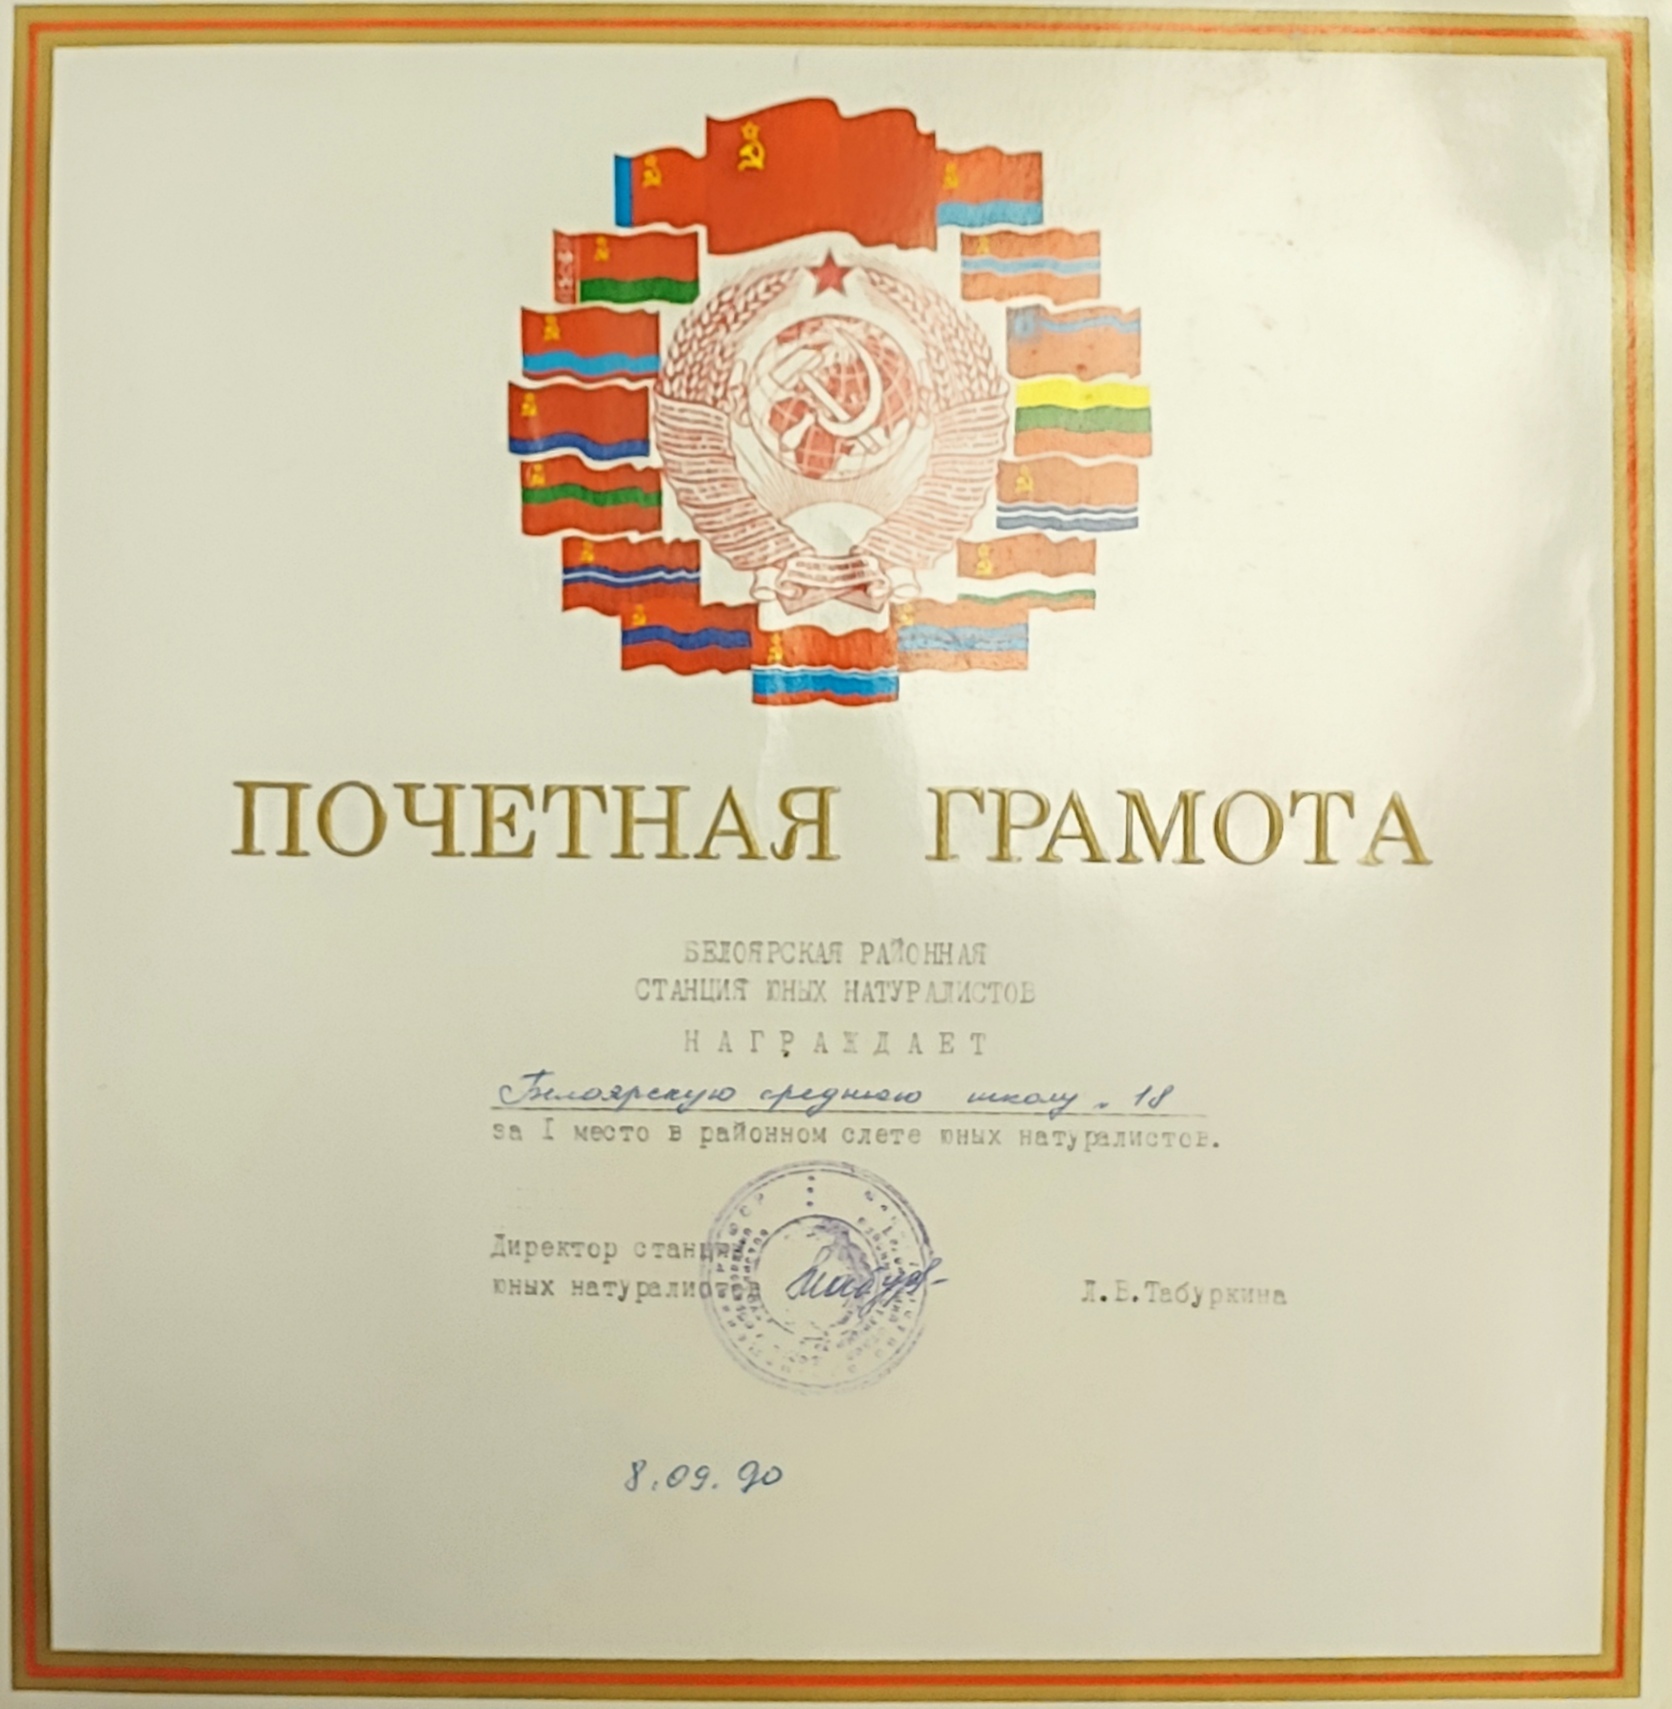 ПОЧЕТНАЯ ГРАМОТА
БЕЛОЯРСКАЯ РАЙОННАЯ
СТАНЦИЯ ЮНЫХ НАТУРАЛИСТОВ
НАГРАЖДАЕТ
Белоярскую среднюю школу № 18
за I место в районном слете юных натуралистов.
Директор станции
юных натуралистов Л.В.Табуркина
8.09.90